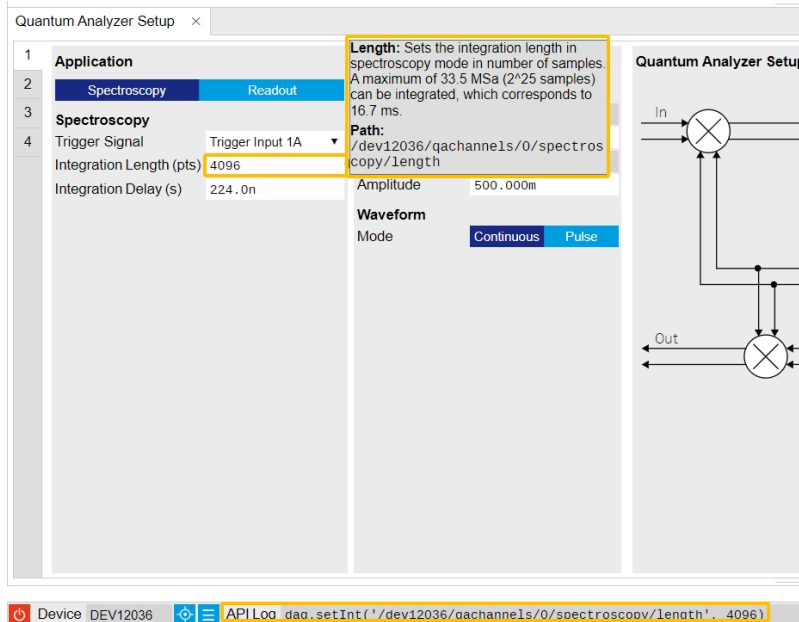 Quantum Analyzer Setup ×
1
2
3
4
Application
Spectroscopy Readout
Spectroscopy
Trigger Signal Trigger Input 1A ▼
Integration Length (pts) 4096
Integration Delay (s) 224.0n
Length: Sets the integration length in
spectroscopy mode in number of samples.
A maximum of 33.5 MSa (2^25 samples)
can be integrated, which corresponds to
16.7 ms.
Path:
/dev12036/qachannels/0/spectros
copy/length
Amplitude 500.000m
Waveform
Mode Continuous Pulse
Quantum Analyzer Setup
In
Out
Device DEV12036 API Log daq.setInt('/dev12036/qachannels/0/spectroscopy/length', 4096)